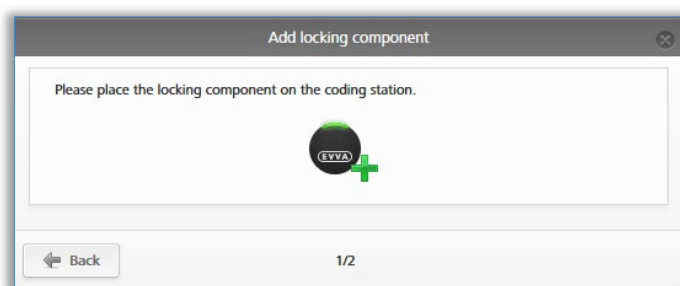 Add locking component
Please place the locking component on the coding station.
EVVA
Back
1/2